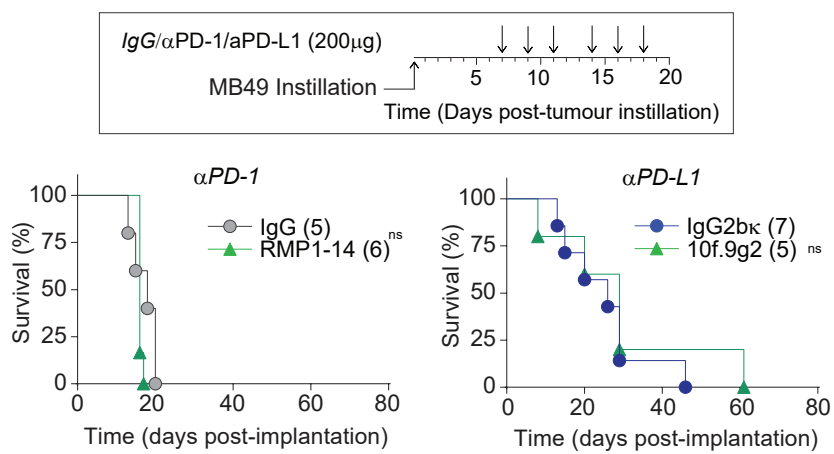 IgG/αPD-1/aPD-L1 (200µg)
MB49 Instillation
5 10 15 20
Time (Days post-tumour instillation)
αPD-1
IgG (5)
RMP1-14 (6) ns
Survival (%)
100
75
50
25
0
0 20 40 60 80
Time (days post-implantation)
αPD-L1
IgG2bκ (7)
10f.9g2 (5) ns
Survival (%)
100
75
50
25
0
0 20 40 60 80
Time (days post-implantation)